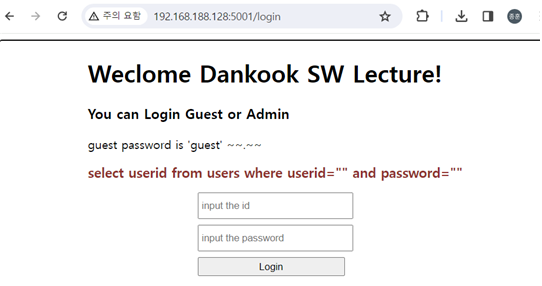 주의 요함 192.168.188.128:5001/login
Weclome Dankook SW Lecture!
You can Login Guest or Admin
guest password is 'guest' ~~.~~
select userid from users where userid="" and password=""
input the id
input the password
Login